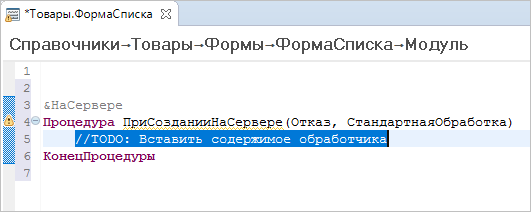 *Товары.ФормаСписка
Справочники→Товары→Формы→ФормаСписка→Модуль
1
2
3 &НаСервере
4 Процедура ПриСозданииНаСервере(Отказ, СтандартнаяОбработка)
5 //TODO: Вставить содержимое обработчика
6 КонецПроцедуры
7